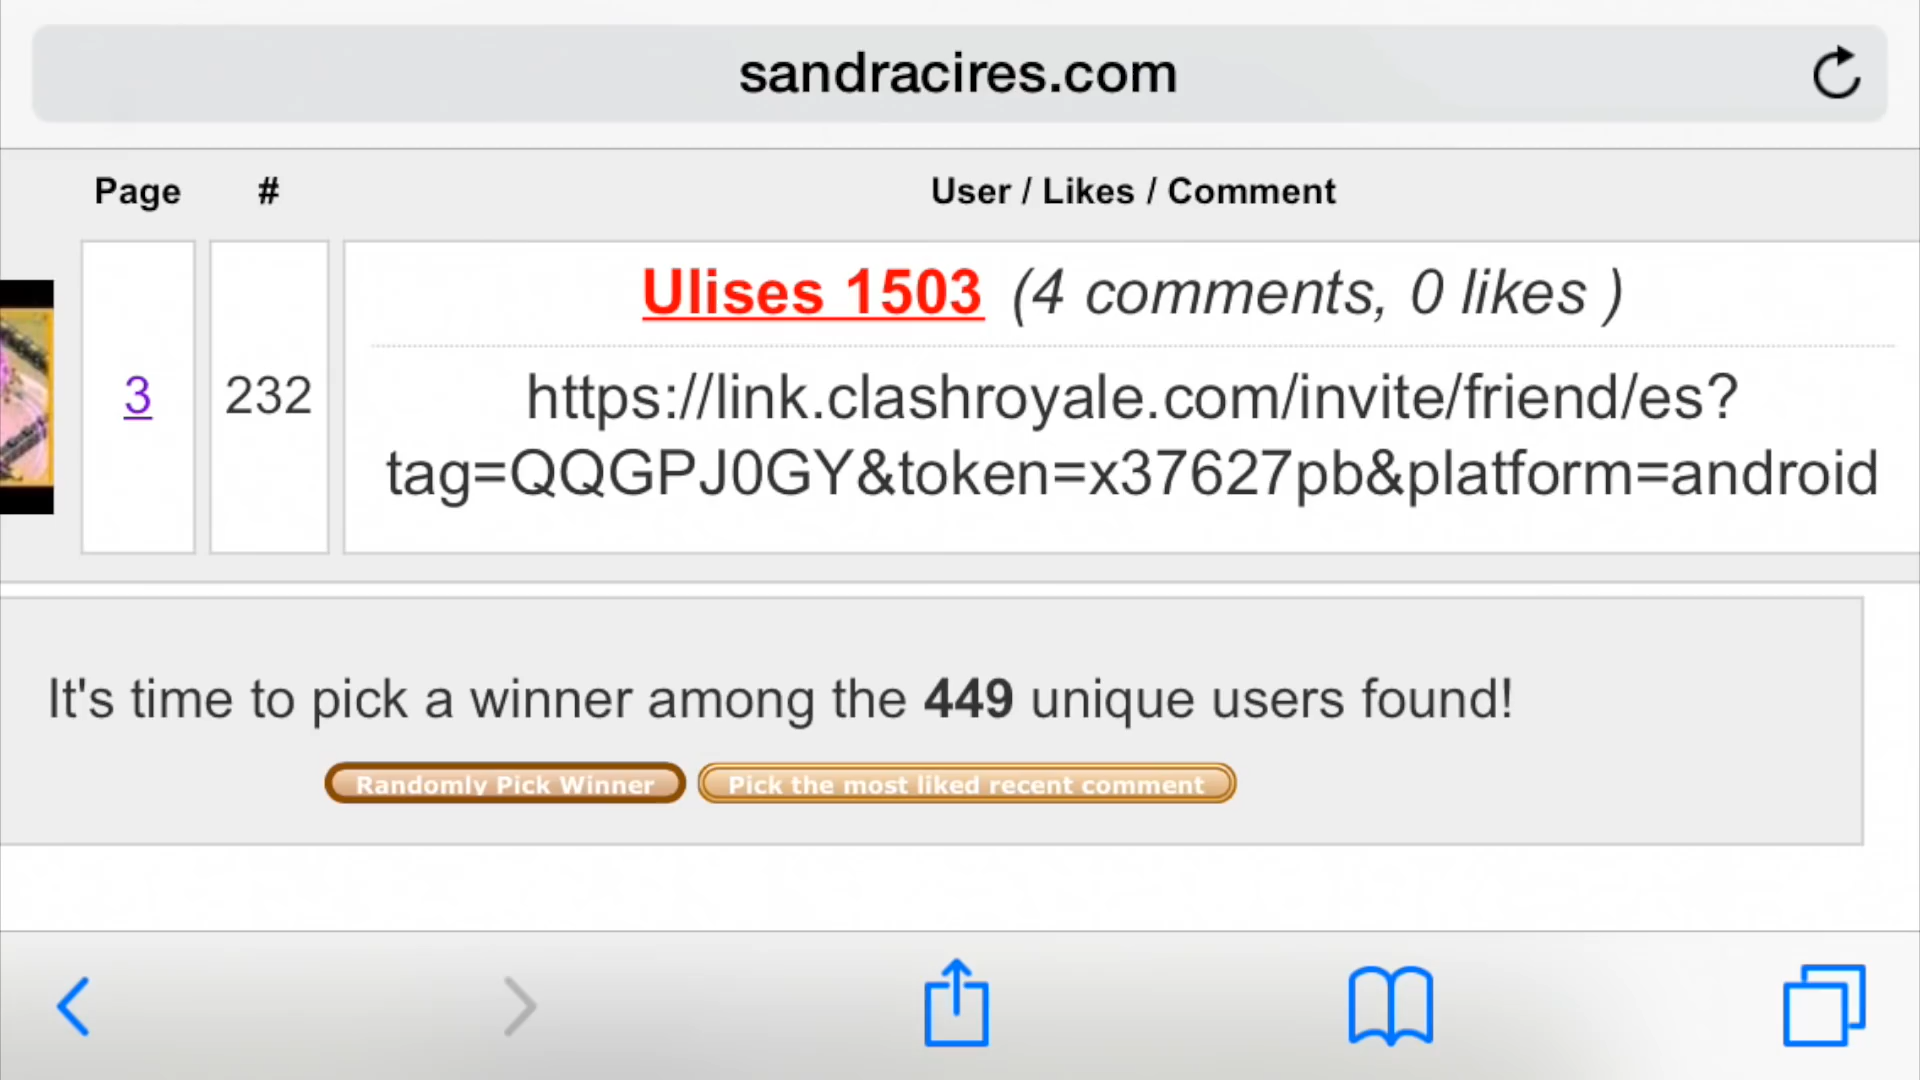 sandracires.com
Page # User / Likes / Comment
Ulises 1503 (4 comments, 0 likes )
3 232 https://link.clashroyale.com/invite/friend/es?
tag=QQGPJ0GY&token=x37627pb&platform=android
It's time to pick a winner among the 449 unique users found!
Randomly Pick Winner Pick the most liked recent comment